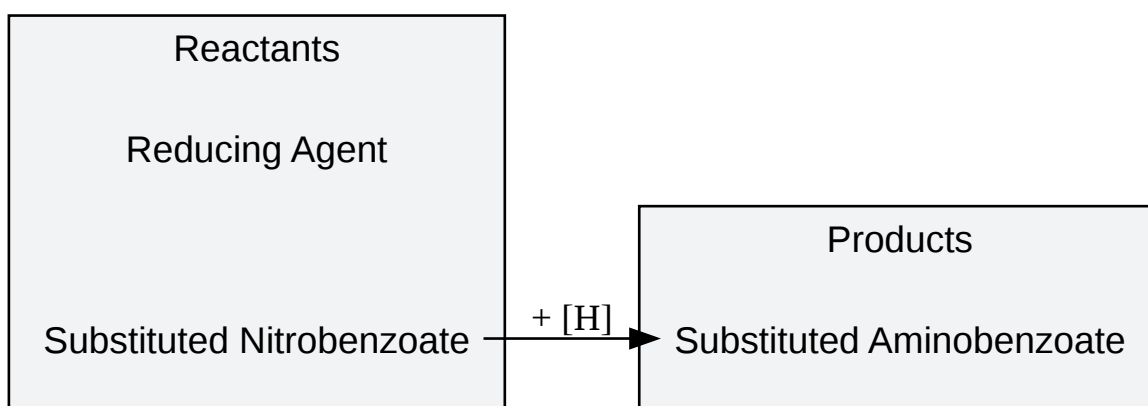 Reactants
Reducing Agent
Products
Substituted Nitrobenzoate
+ [H]
Substituted Aminobenzoate